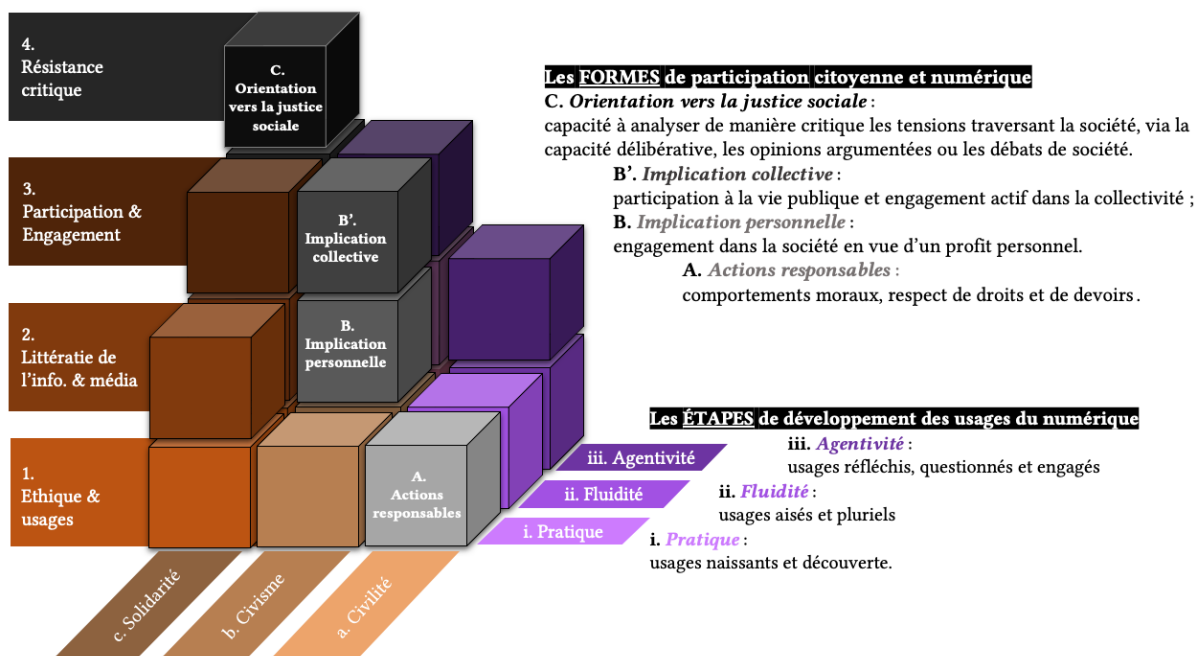 4.
Résistance
critique
C.
Orientation
vers la justice
sociale
3.
Participation &
Engagement
B’.
Implication
collective
2.
Littératie de
l’info. & média
B.
Implication
personnelle
1.
Ethique &
usages
A.
Actions
responsables
iii. Agentivité
ii. Fluidité
i. Pratique
c. Solidarité
b. Civisme
a. Civilité
Les FORMES de participation citoyenne et numérique
C. Orientation vers la justice sociale :
capacité à analyser de manière critique les tensions traversant la société, via la
capacité délibérative, les opinions argumentées ou les débats de société.
B’. Implication collective :
participation à la vie publique et engagement actif dans la collectivité ;
B. Implication personnelle :
engagement dans la société en vue d’un profit personnel.
A. Actions responsables :
comportements moraux, respect de droits et de devoirs.
Les ÉTAPES de développement des usages du numérique
iii. Agentivité :
usages réfléchis, questionnés et engagés
ii. Fluidité :
usages aisés et pluriels
i. Pratique :
usages naissants et découverte.